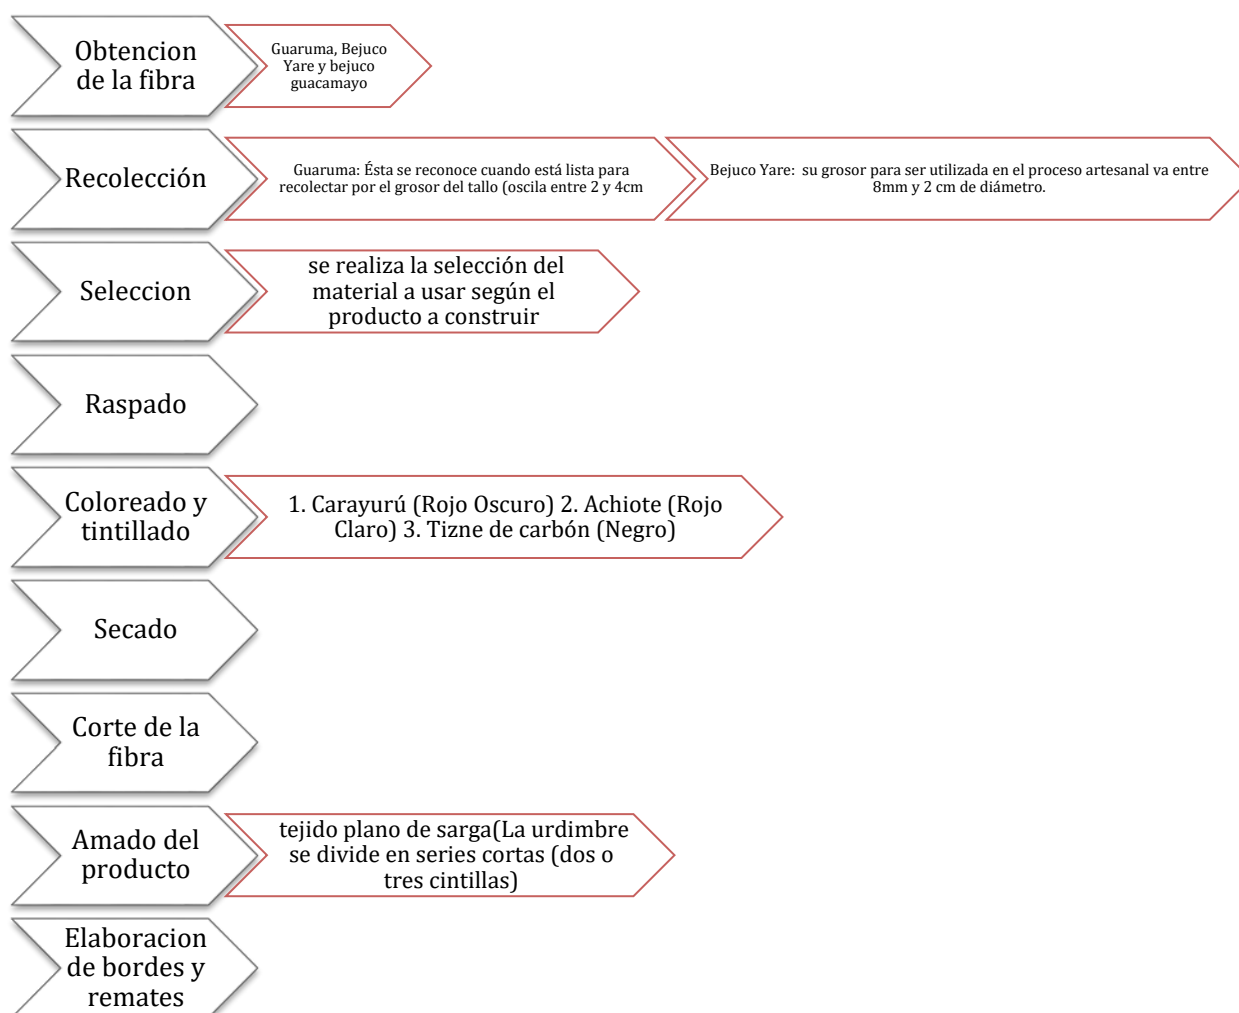 Obtencion
de la fibra
Guaruma, Bejuco
Yare y bejuco
guacamayo
Recolección
Guaruma: Ésta se reconoce cuando está lista para
recolectar por el grosor del tallo (oscila entre 2 y 4cm
Bejuco Yare:  su grosor para ser utilizada en el proceso artesanal va entre
8mm y 2 cm de diámetro.
Seleccion
se realiza la selección del
material a usar según el
producto a construir
Raspado
Coloreado y
tintillado
1. Carayurú (Rojo Oscuro) 2. Achiote (Rojo
Claro) 3. Tizne de carbón (Negro)
Secado
Corte de la
fibra
Amado del
producto
tejido plano de sarga(La urdimbre
se divide en series cortas (dos o
tres cintillas)
Elaboracion
de bordes y
remates